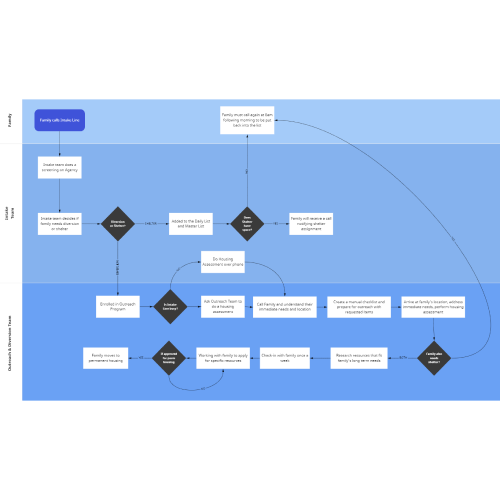 Family
Family calls Intake Line
Family must call again at 8am
following morning to be put
back into shelter
Intake
Team
Intake team does a
screening on Agency
Intake team decides if
family needs diversion
or shelter
Diversion
or Shelter?
SHELTER
Added to the Daily List
and Master List
Does
Shelter
have
space?
NO
YES
Family will receive a call
notifying shelter
assignment
Do Housing
Assessment over phone
Outreach & Diversion Team
Enrolled in Outreach
Program
Is Intake
line busy?
Ask Outreach Team to
do a housing
assessment
Call Family and understand their
immediate needs and location
Create a manual checklist and
prepare for outreach with
requested items
Arrive at family's location, address
immediate needs, perform housing
assessment
Family moves to
permanent housing
If approved
for perm
housing
Working with family to apply
for specific resources
Check-in with family once a
week
Research resources that fit
family's long-term needs
Family also
needs
shelter?